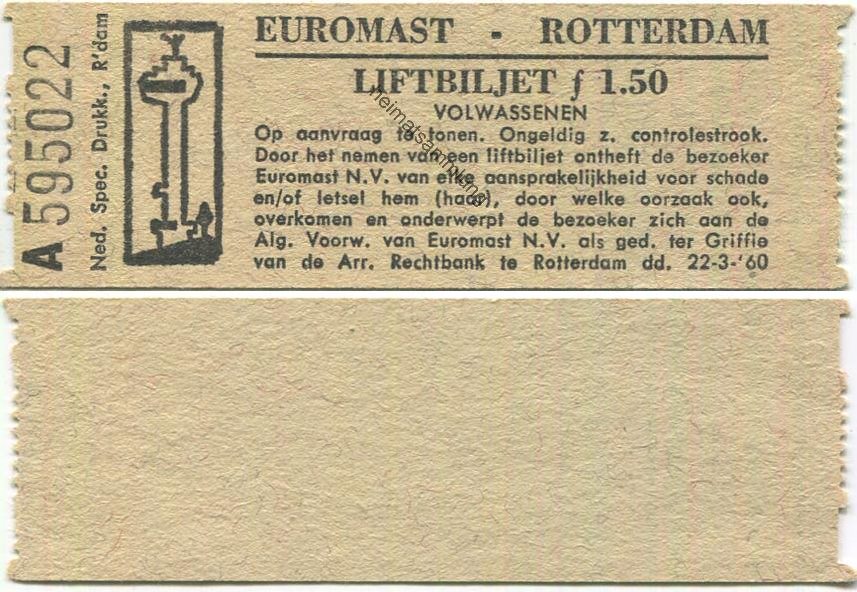 EUROMAST - ROTTERDAM
LIFTBILJET f 1.50
VOLWASSENEN
Op aanvraag te tonen. Ongeldig z. controlestrook.
Door het nemen van een liftbiljet ontheft de bezoeker
Euromast N.V. van elke aansprakelijkheid voor schade
en/of letsel hem (haar), door welke oorzaak ook,
overkomen en onderwerpt de bezoeker zich aan de
Alg. Voorw. van Euromast N.V. als ged. ter Griffie
van de Arr. Rechtbank te Rotterdam dd. 22-3-'60
A 595022
Ned. Spec. Drukk., R'dam